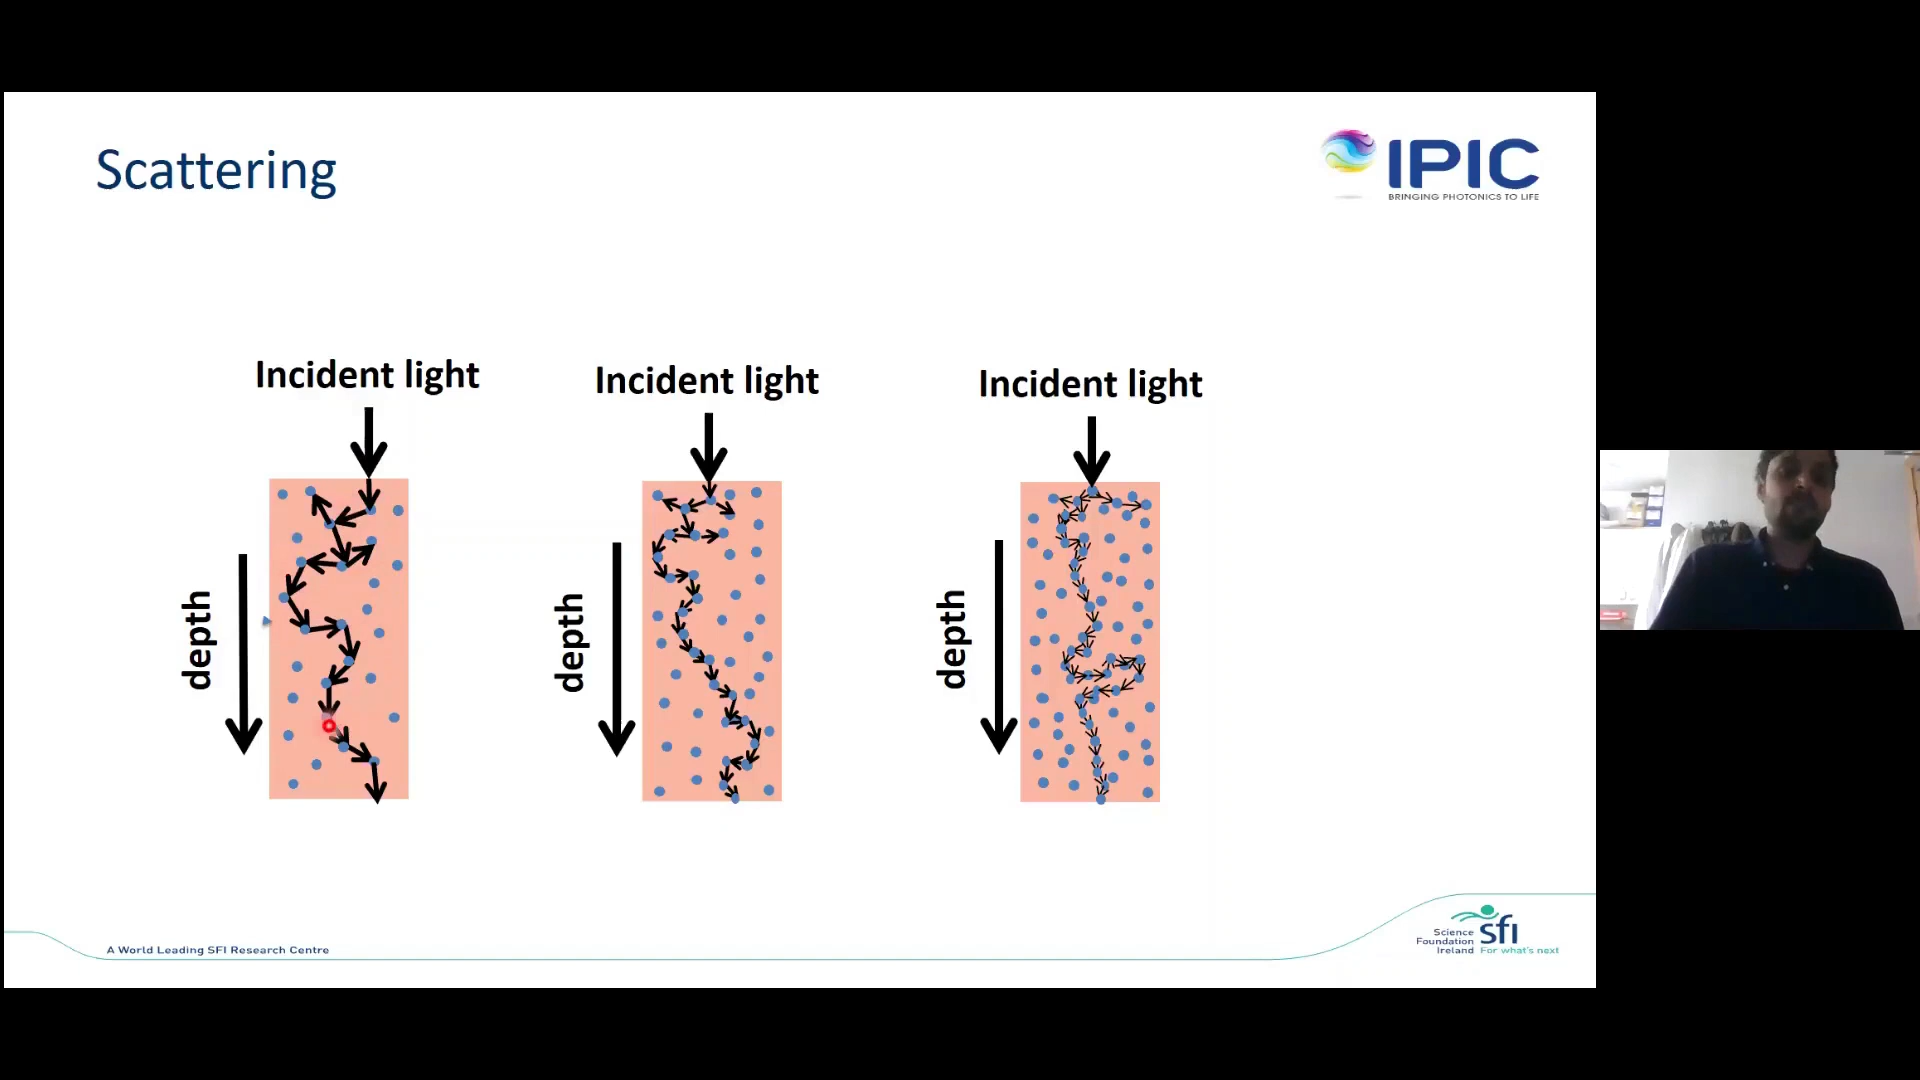 Scattering
IPIC
BRINGING PHOTONICS TO LIFE
Incident light
Incident light
Incident light
depth
depth
depth
A World Leading SFI Research Centre
Science
Foundation
Ireland
sfi
For what's next